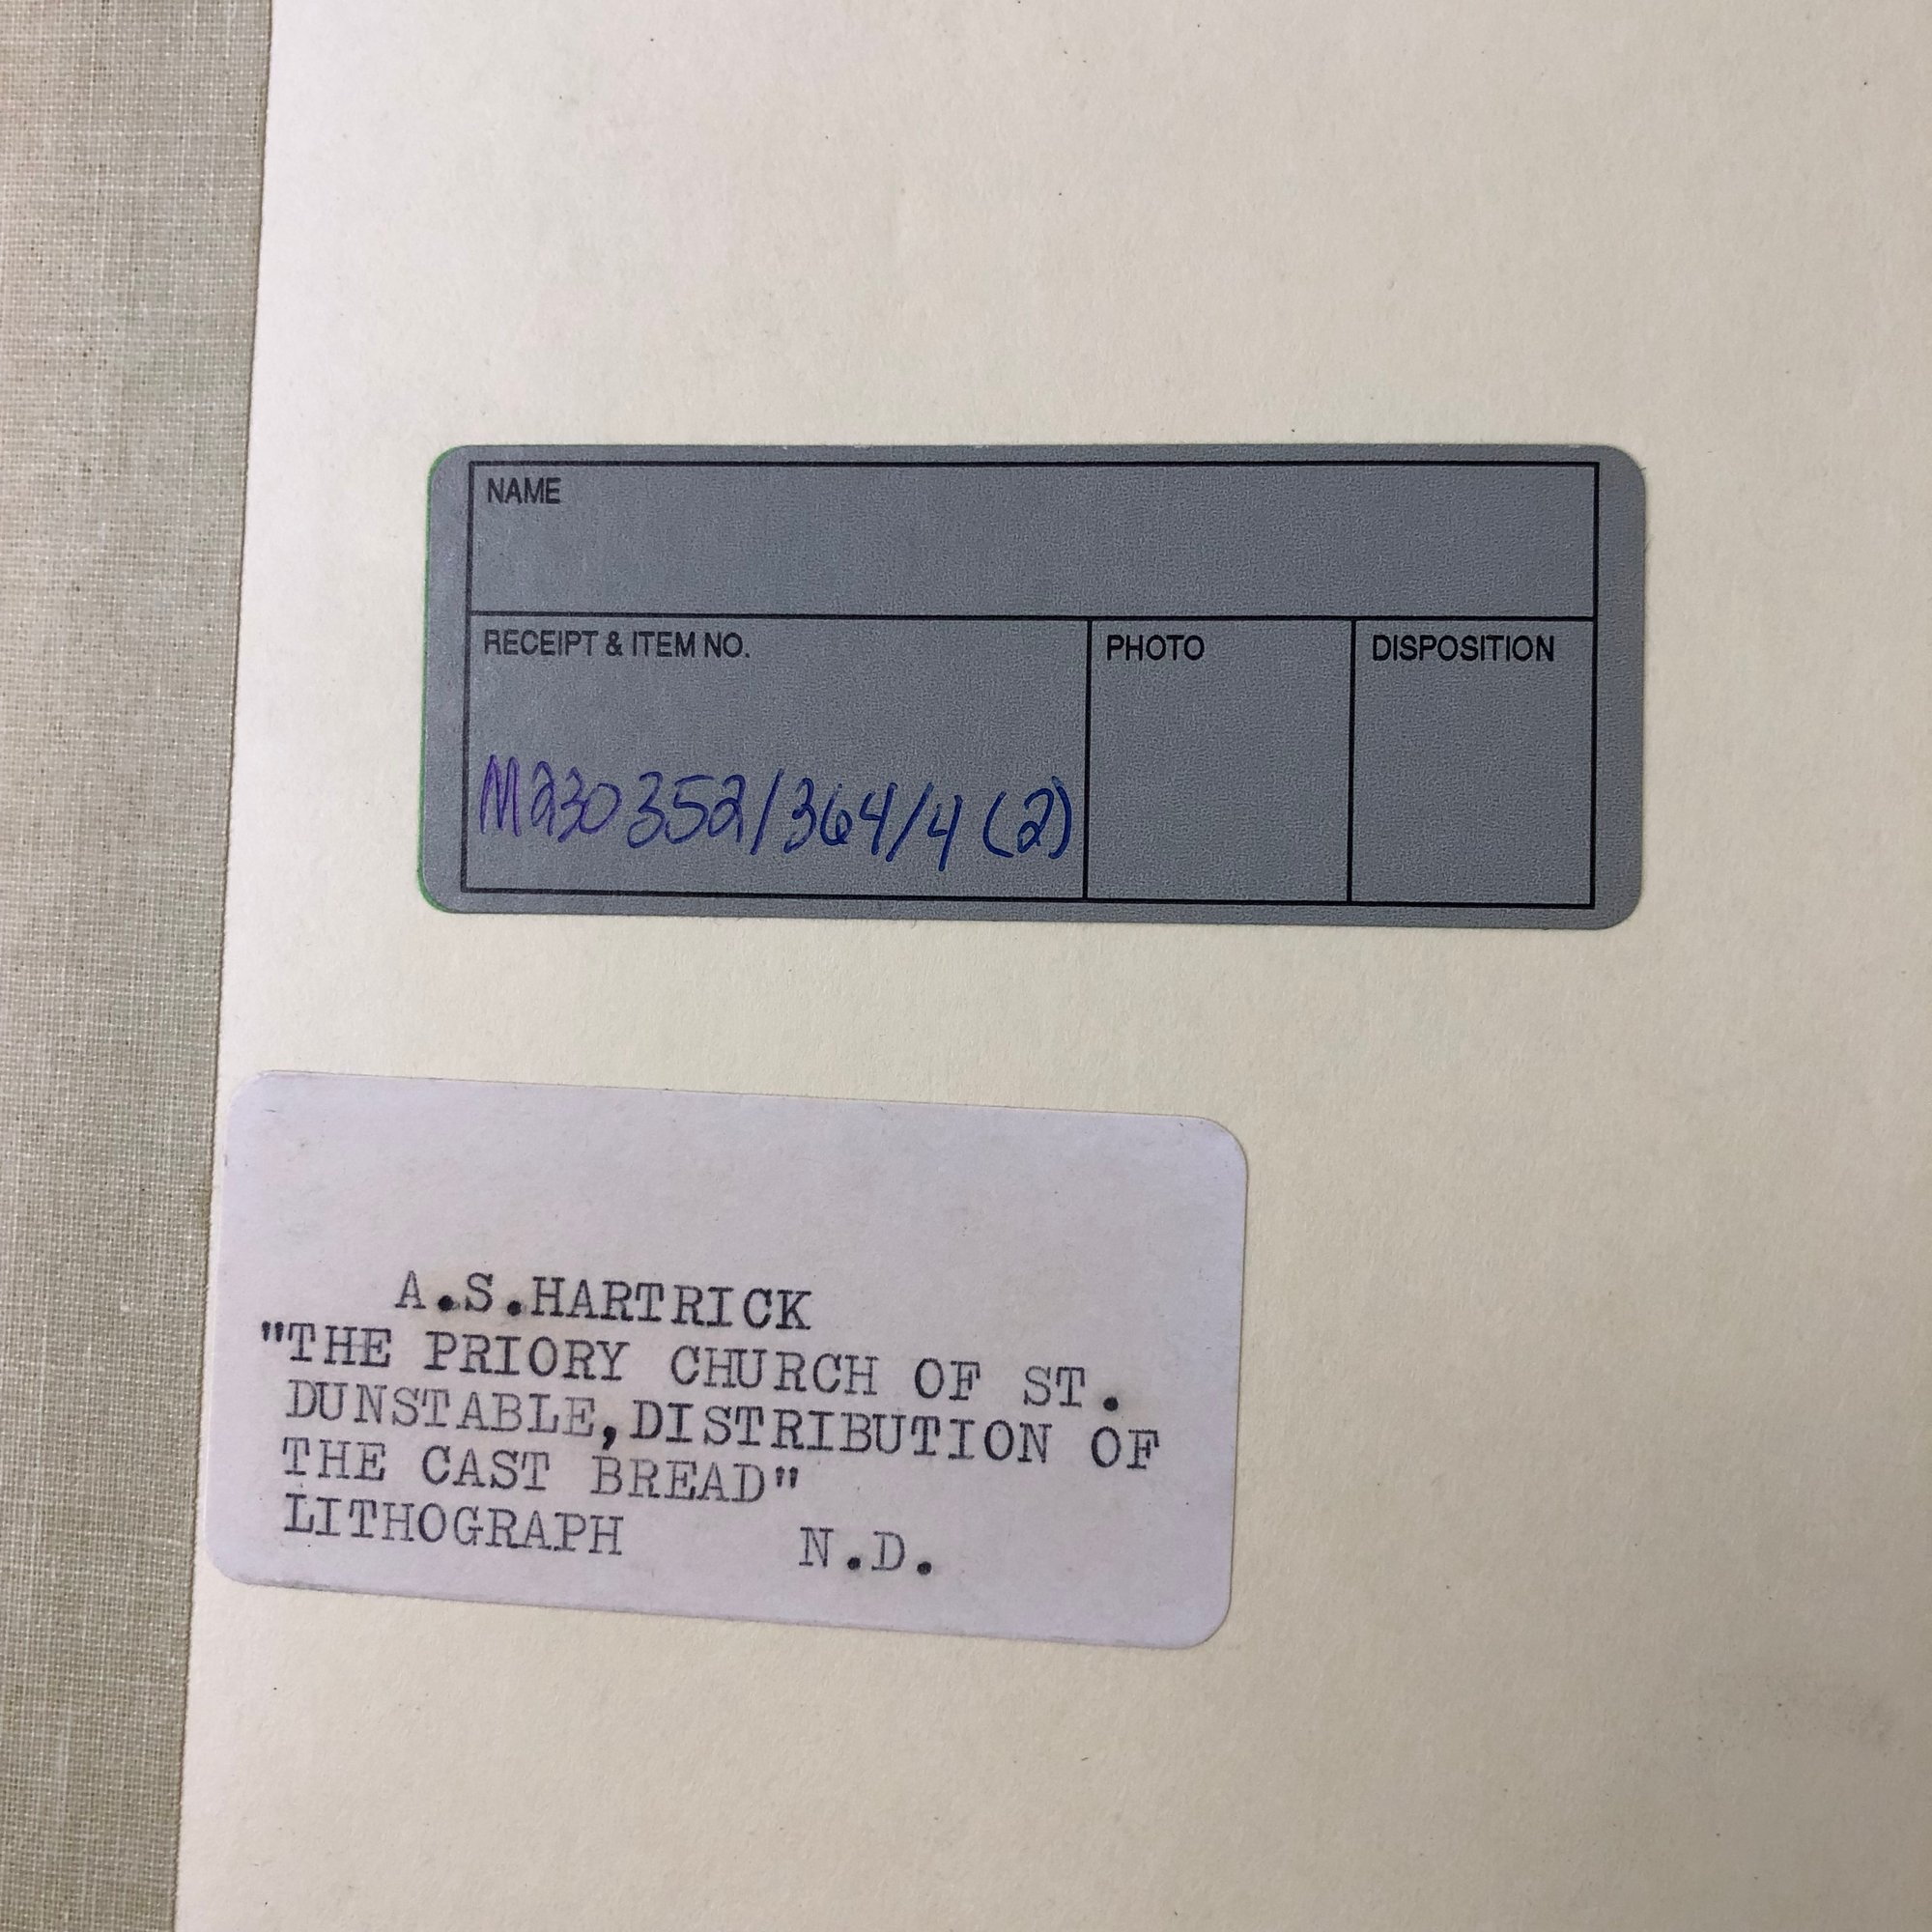 NAME
RECEIPT & ITEM NO.
PHOTO
DISPOSITION
M230352/364/4 (2)
A.S.HARTRICK
"THE PRIORY CHURCH OF ST.
DUNSTABLE,DISTRIBUTION OF
THE CAST BREAD"
LITHOGRAPH N.D.